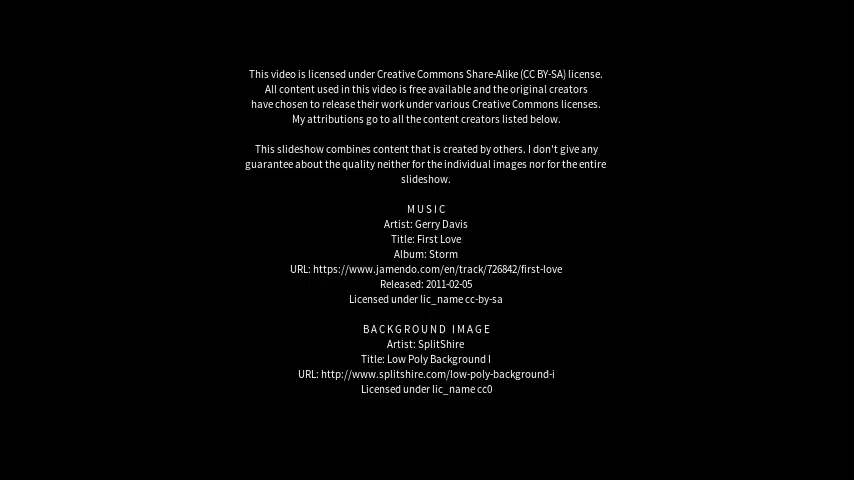 This video is licensed under Creative Commons Share-Alike (CC BY-SA) license.
All content used in this video is free available and the original creators
have chosen to release their work under various Creative Commons licenses.
My attributions go to all the content creators listed below.
This slideshow combines content that is created by others. I don't give any
guarantee about the quality neither for the individual images nor for the entire
slideshow.
MUSIC
Artist: Gerry Davis
Title: First Love
Album: Storm
URL: https://www.jamendo.com/en/track/726842/first-love
Released: 2011-02-05
Licensed under lic_name cc-by-sa
BACKGROUND IMAGE
Artist: SplitShire
Title: Low Poly Background I
URL: http://www.splitshire.com/low-poly-background-i
Licensed under lic_name cc0